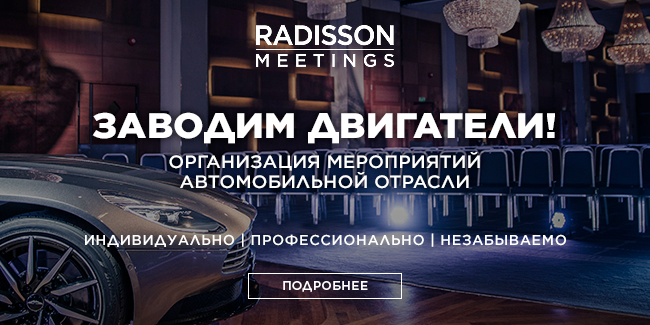 RADISSON
MEETINGS
ЗАВОДИМ ДВИГАТЕЛИ!
ОРГАНИЗАЦИЯ МЕРОПРИЯТИЙ
АВТОМОБИЛЬНОЙ ОТРАСЛИ
ИНДИВИДУАЛЬНО | ПРОФЕССИОНАЛЬНО | НЕЗАБЫВАЕМО
ПОДРОБНЕЕ